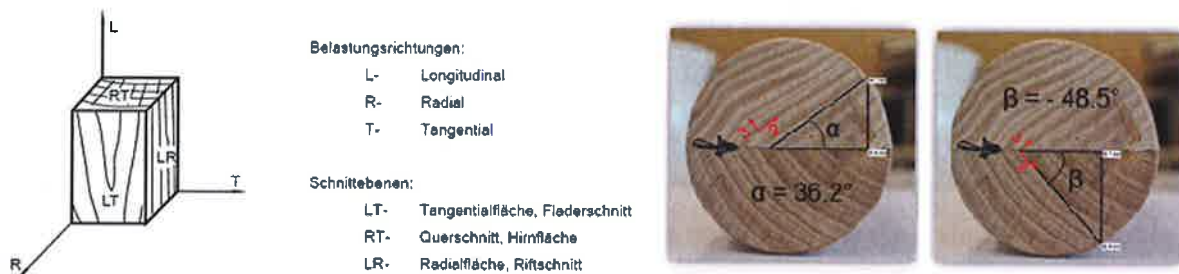 L
RT
LR
LT
T
R
Belastungsrichtungen:
L- Longitudinal
R- Radial
T- Tangential
Schnittebenen:
LT- Tangentialfläche, Fladerschnitt
RT- Querschnitt, Hirnfläche
LR- Radialfläche, Riftschnitt
α
α = 36.2°
β = - 48.5°
β